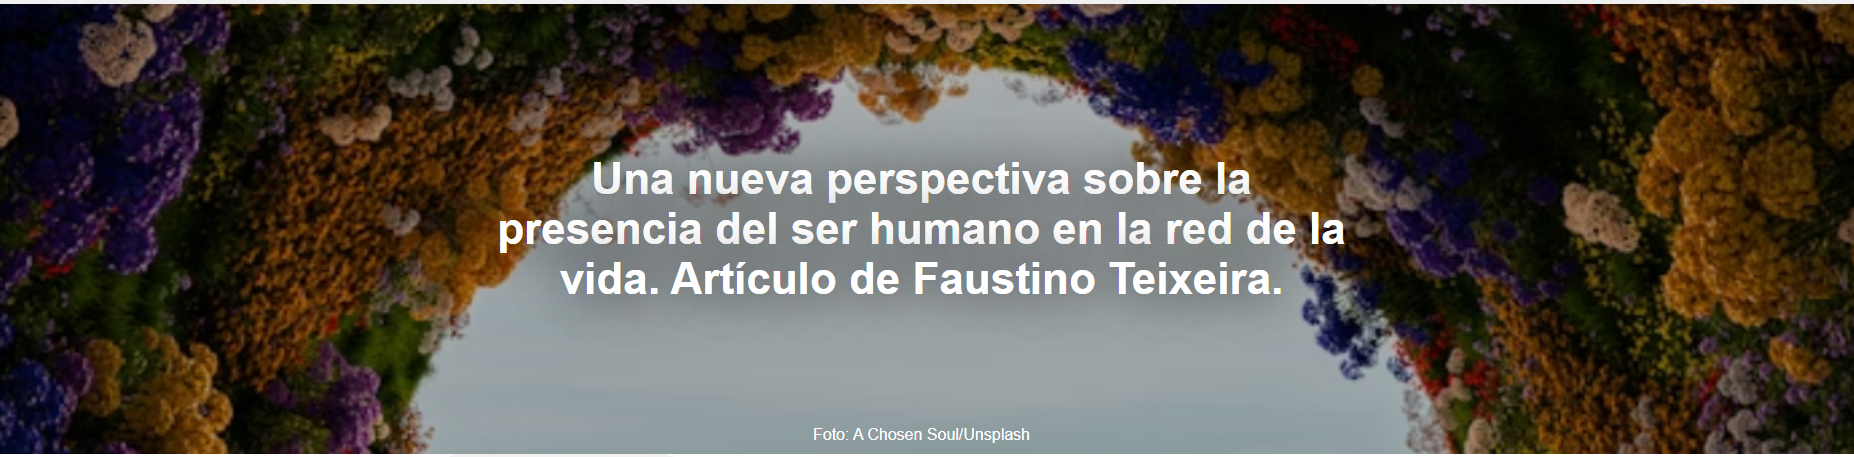 Una nueva perspectiva sobre la
presencia del ser humano en la red de la
vida. Artículo de Faustino Teixeira.
Foto: A Chosen Soul/Unsplash